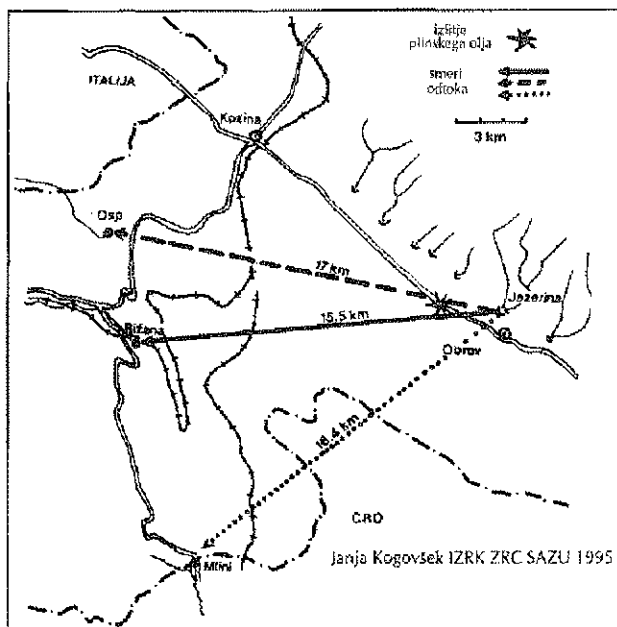 izlitje
plinskega olja
ITALIJA
smeri
odtoka
Kozina
3 km
Osp
17 km
Jezerina
15,5 km
Rižana
Obrov
18,4 km
CRO
Mlini
Janja Kogovšek IZRK ZRC SAZU 1995